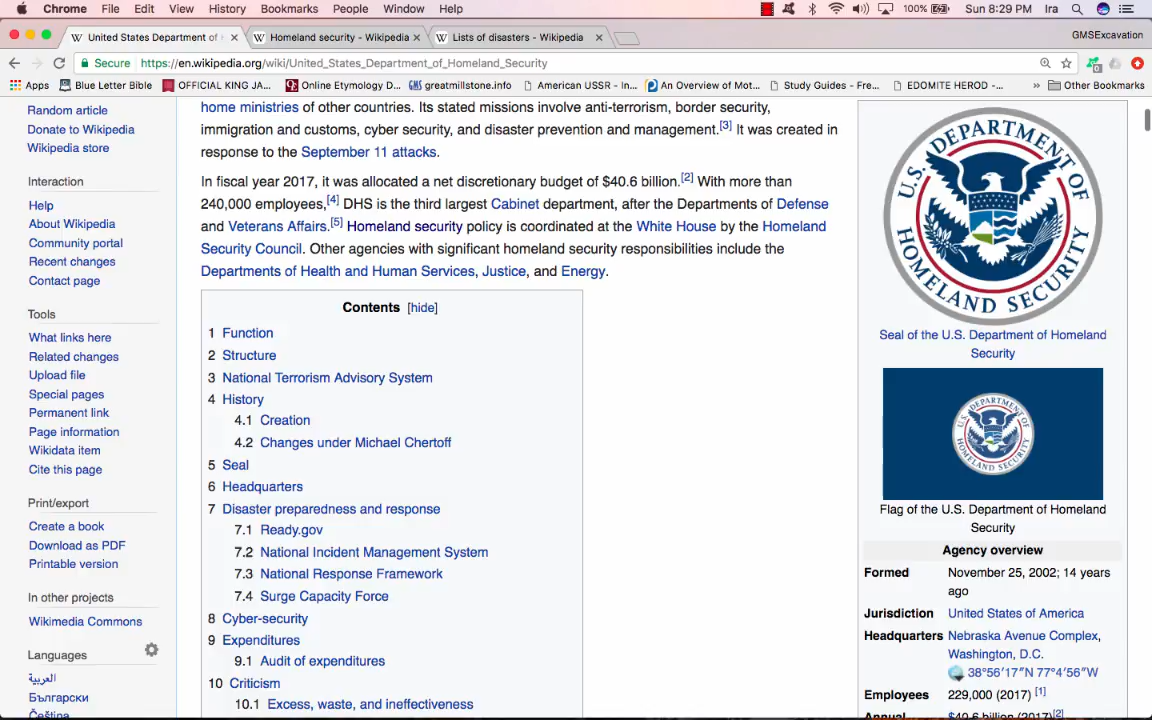 Chrome File Edit View History Bookmarks People Window Help 100% Sun 8:29 PM Ira
United States Department of Homeland security - Wikipedia Lists of disasters - Wikipedia GMSExcavation
Secure https://en.wikipedia.org/wiki/United_States_Department_of_Homeland_Security
Apps Blue Letter Bible OFFICIAL KING JA... Online Etymology D... greatmillstone.info American USSR - In... An Overview of Mot... Study Guides - Fre... EDOMITE HEROD -... » Other Bookmarks
Random article
Donate to Wikipedia
Wikipedia store
Interaction
Help
About Wikipedia
Community portal
Recent changes
Contact page
Tools
What links here
Related changes
Upload file
Special pages
Permanent link
Page information
Wikidata item
Cite this page
Print/export
Create a book
Download as PDF
Printable version
In other projects
Wikimedia Commons
Languages
العربية
Български
Čeština
home ministries of other countries. Its stated missions involve anti-terrorism, border security,
immigration and customs, cyber security, and disaster prevention and management.[3] It was created in
response to the September 11 attacks.
In fiscal year 2017, it was allocated a net discretionary budget of $40.6 billion.[2] With more than
240,000 employees,[4] DHS is the third largest Cabinet department, after the Departments of Defense
and Veterans Affairs.[5] Homeland security policy is coordinated at the White House by the Homeland
Security Council. Other agencies with significant homeland security responsibilities include the
Departments of Health and Human Services, Justice, and Energy.
Contents [hide]
1 Function
2 Structure
3 National Terrorism Advisory System
4 History
4.1 Creation
4.2 Changes under Michael Chertoff
5 Seal
6 Headquarters
7 Disaster preparedness and response
7.1 Ready.gov
7.2 National Incident Management System
7.3 National Response Framework
7.4 Surge Capacity Force
8 Cyber-security
9 Expenditures
9.1 Audit of expenditures
10 Criticism
10.1 Excess, waste, and ineffectiveness
U.S. DEPARTMENT OF
HOMELAND SECURITY
Seal of the U.S. Department of Homeland
Security
U.S. DEPARTMENT OF
HOMELAND SECURITY
Flag of the U.S. Department of Homeland
Security
Agency overview
Formed November 25, 2002; 14 years
ago
Jurisdiction United States of America
Headquarters Nebraska Avenue Complex,
Washington, D.C.
38°56′17″N 77°4′56″W
Employees 229,000 (2017) [1]
Annual $40.6 billion (2017)[2]